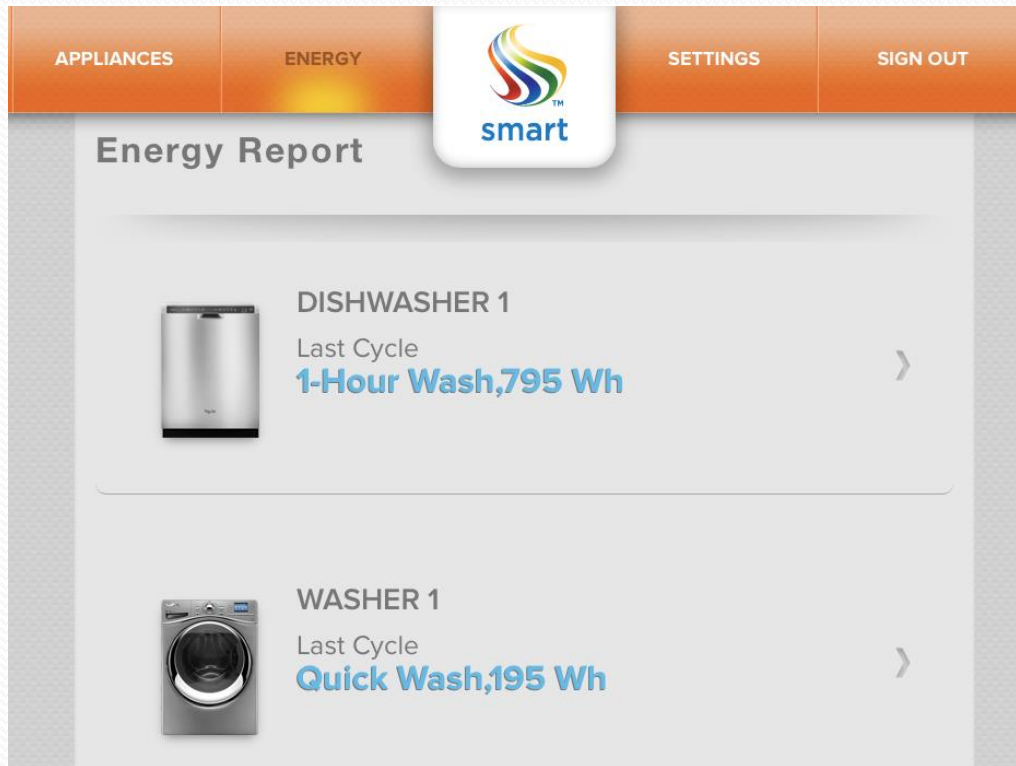 APPLIANCES
ENERGY
smart
TM
SETTINGS
SIGN OUT
Energy Report
DISHWASHER 1
Last Cycle
1-Hour Wash,795 Wh
WASHER 1
Last Cycle
Quick Wash,195 Wh